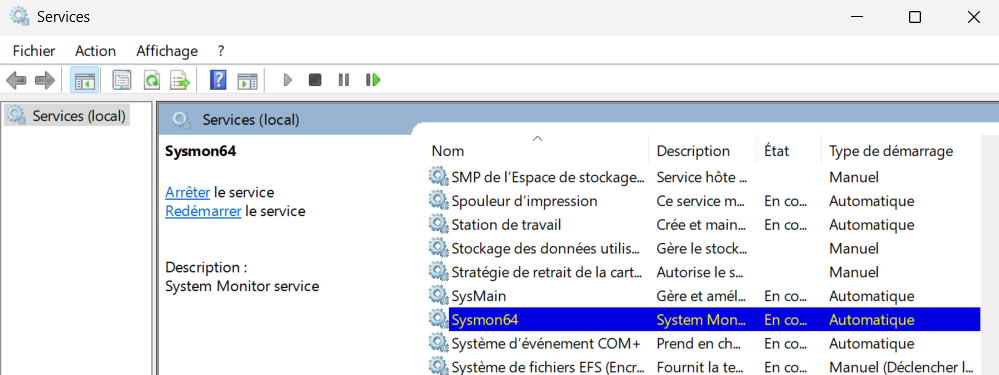 Services
Fichier Action Affichage ?
Services (local)
Services (local)
Sysmon64
Arrêter le service
Redémarrer le service
Description :
System Monitor service
Nom Description État Type de démarrage
SMP de l’Espace de stockage... Service hôte ... Manuel
Spouleur d’impression Ce service m... En co... Automatique
Station de travail Crée et main... En co... Automatique
Stockage des données utilis... Gère le stock... Manuel
Stratégie de retrait de la cart... Autorise le s... Manuel
SysMain Gère et amél... En co... Automatique
Sysmon64 System Mon... En co... Automatique
Système d’événement COM+ Prend en ch... En co... Automatique
Système de fichiers EFS (Encr... Fournit la te... Manuel (Déclencher l...